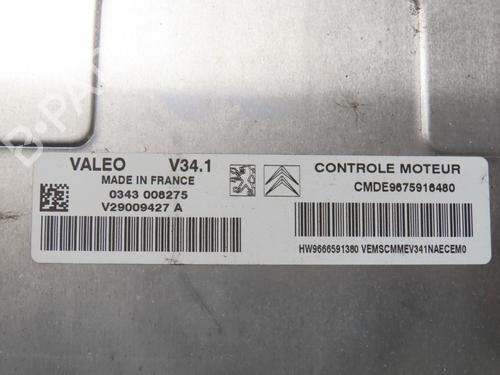 VALEO V34.1
MADE IN FRANCE
0343 008275
V29009427 A
CONTROLE MOTEUR
CMDE9675916480
HW9666591380 VEMSCMMEV341NAECEM0
B-PARTS